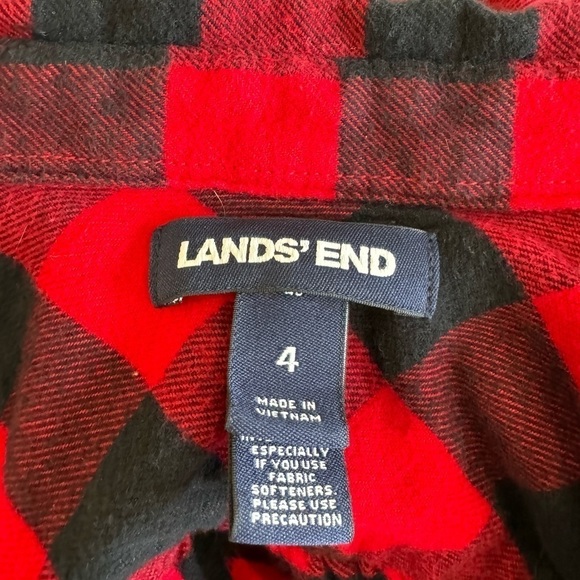 LANDS' END
4
MADE IN
VIETNAM
ESPECIALLY
IF YOU USE
FABRIC
SOFTENERS.
PLEASE USE
PRECAUTION